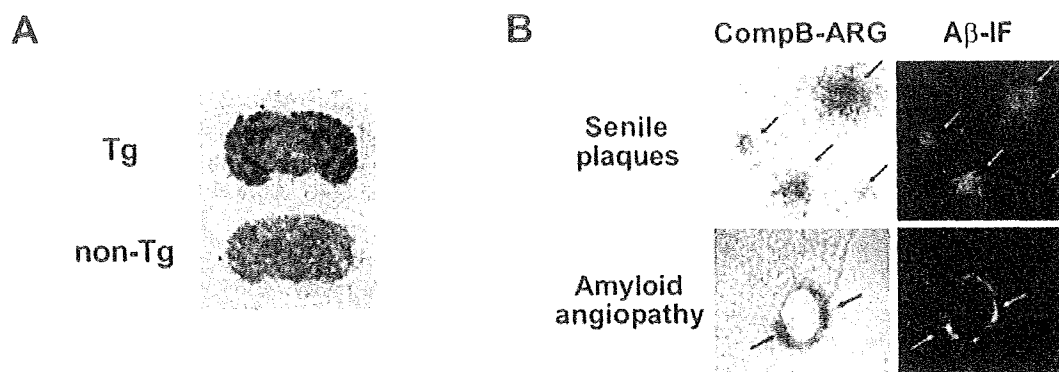 A
Tg
non-Tg
B
CompB-ARG
Aβ-IF
Senile
plaques
Amyloid
angiopathy